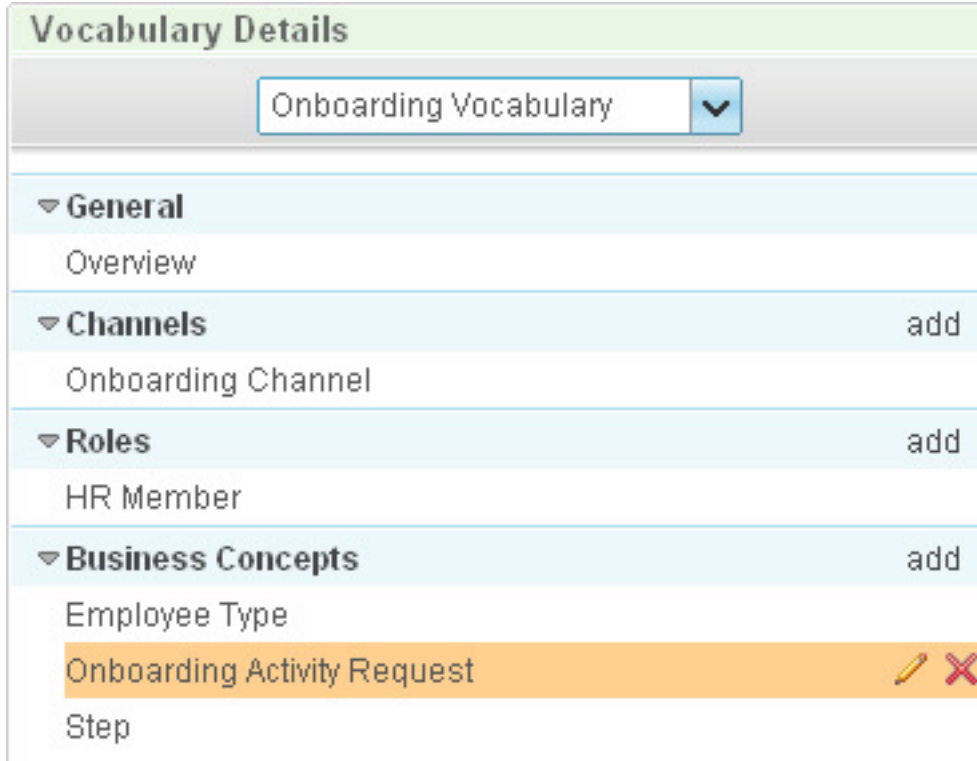 Vocabulary Details
Onboarding Vocabulary
General
Overview
Channels add
Onboarding Channel
Roles add
HR Member
Business Concepts add
Employee Type
Onboarding Activity Request
Step